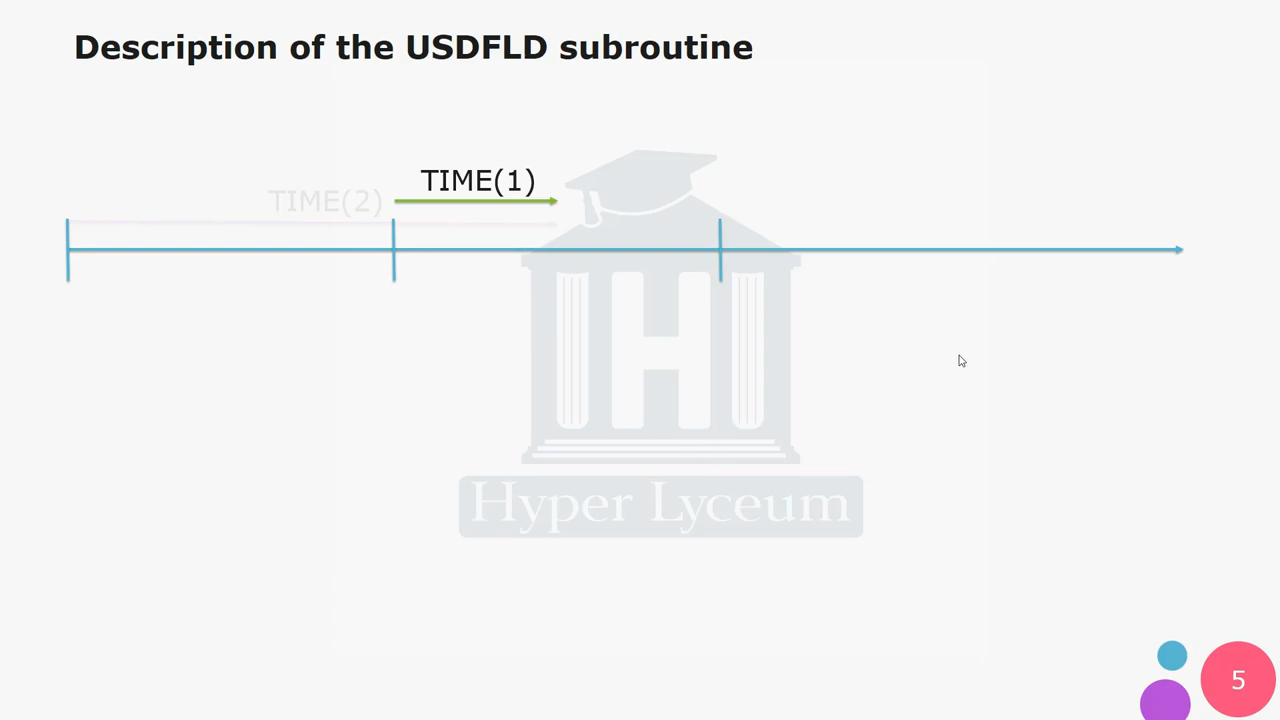 Description of the USDFLD subroutine
TIME(1)
TIME(2)
Hyper Lyceum
5